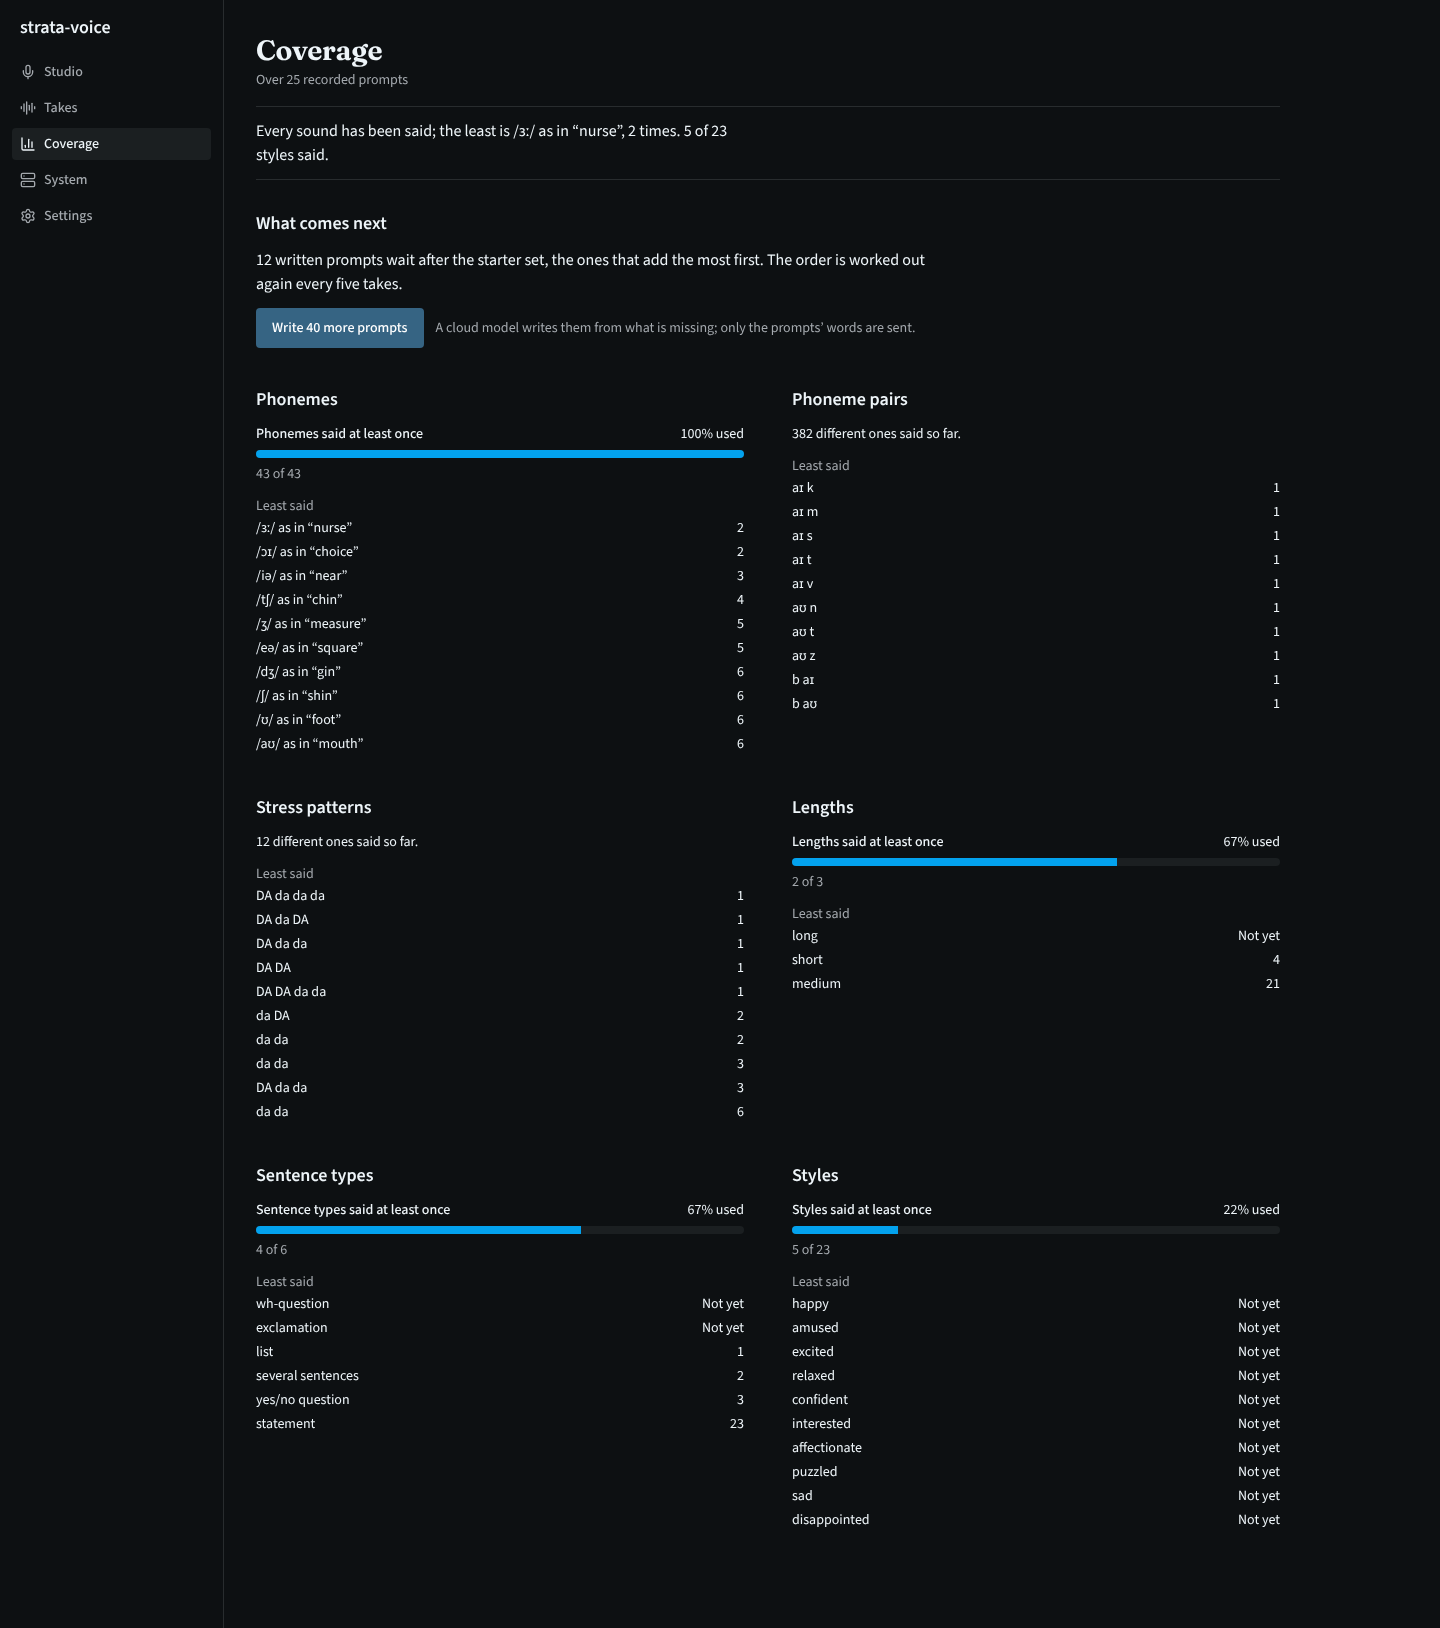 strata-voice
Studio
Takes
Coverage
System
Settings
Coverage
Over 25 recorded prompts
Every sound has been said; the least is /ɜː/ as in “nurse”, 2 times. 5 of 23
styles said.
What comes next
12 written prompts wait after the starter set, the ones that add the most first. The order is worked out
again every five takes.
Write 40 more prompts
A cloud model writes them from what is missing; only the prompts’ words are sent.
Phonemes
Phonemes said at least once 100% used
43 of 43
Least said
/ɜː/ as in “nurse” 2
/ɔɪ/ as in “choice” 2
/iə/ as in “near” 3
/tʃ/ as in “chin” 4
/ʒ/ as in “measure” 5
/eə/ as in “square” 5
/dʒ/ as in “gin” 6
/ʃ/ as in “shin” 6
/ʊ/ as in “foot” 6
/aʊ/ as in “mouth” 6
Phoneme pairs
382 different ones said so far.
Least said
aɪ k 1
aɪ m 1
aɪ s 1
aɪ t 1
aɪ v 1
aʊ n 1
aʊ t 1
aʊ z 1
b aɪ 1
b aʊ 1
Stress patterns
12 different ones said so far.
Least said
DA da da da 1
DA da DA 1
DA da da 1
DA DA 1
DA DA da da 1
da DA 2
da da 2
da da 3
DA da da 3
da da 6
Lengths
Lengths said at least once 67% used
2 of 3
Least said
long Not yet
short 4
medium 21
Sentence types
Sentence types said at least once 67% used
4 of 6
Least said
wh-question Not yet
exclamation Not yet
list 1
several sentences 2
yes/no question 3
statement 23
Styles
Styles said at least once 22% used
5 of 23
Least said
happy Not yet
amused Not yet
excited Not yet
relaxed Not yet
confident Not yet
interested Not yet
affectionate Not yet
puzzled Not yet
sad Not yet
disappointed Not yet